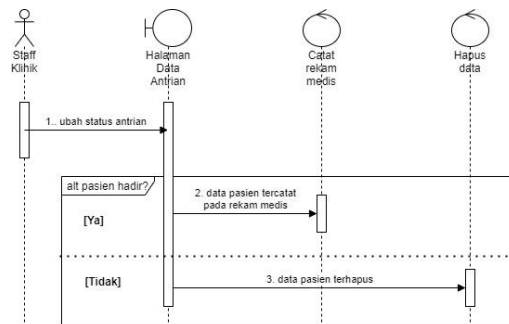 Staff
Klinik
Halaman
Data
Antrian
Catat
rekam
medis
Hapus
data
1.. ubah status antrian
alt pasien hadir?
2. data pasien tercatat
pada rekam medis
[Ya]
[Tidak]
3. data pasien terhapus